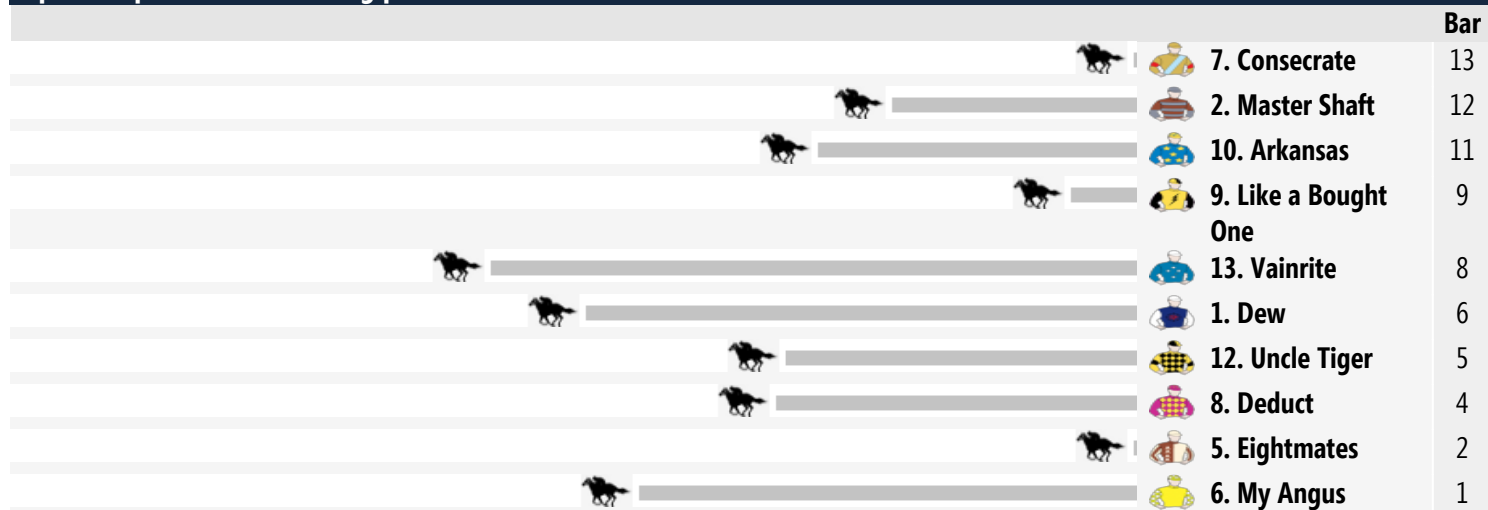 Bar
7. Consecrate 13
2. Master Shaft 12
10. Arkansas 11
9. Like a Bought 9
One
13. Vainrite 8
1. Dew 6
12. Uncle Tiger 5
8. Deduct 4
5. Eightmates 2
6. My Angus 1